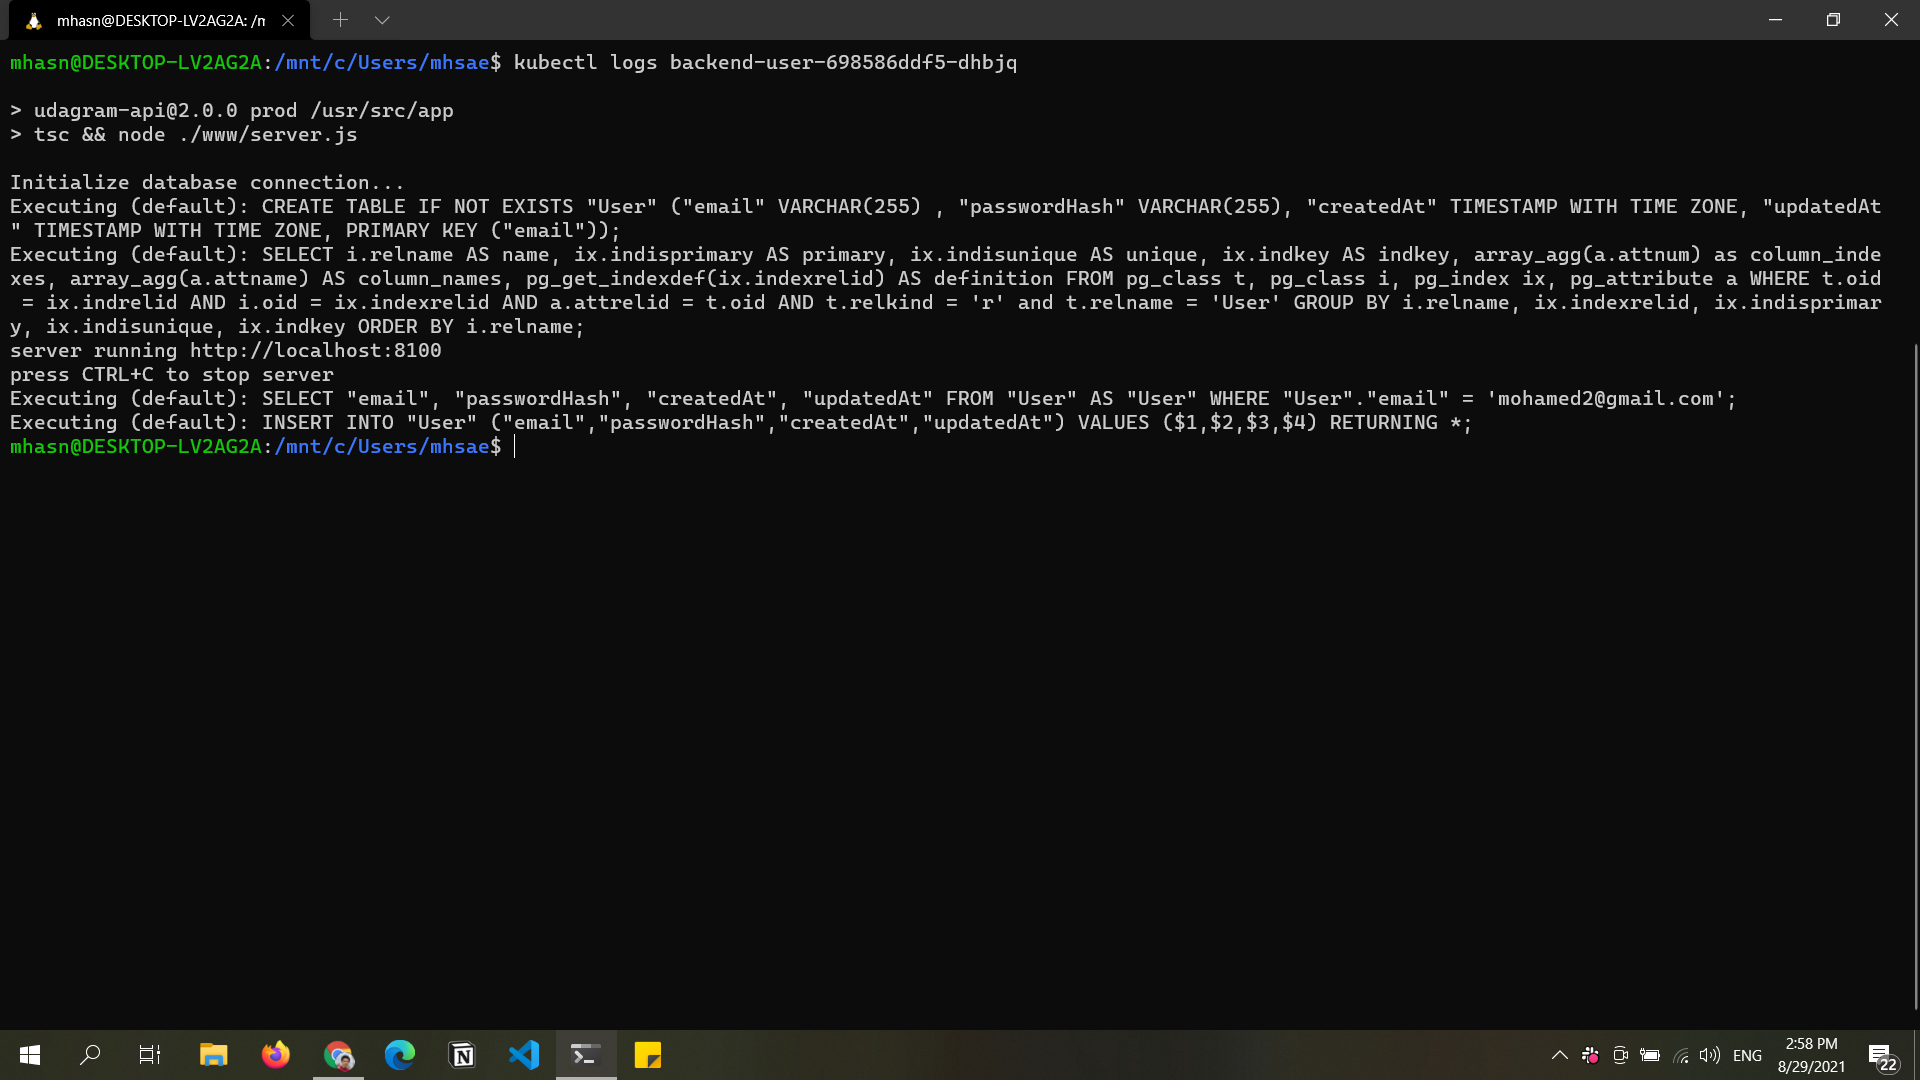 mhasn@DESKTOP-LV2AG2A: /m
mhasn@DESKTOP-LV2AG2A:/mnt/c/Users/mhsae$ kubectl logs backend-user-698586ddf5-dhbjq
> udagram-api@2.0.0 prod /usr/src/app
> tsc && node ./www/server.js
Initialize database connection...
Executing (default): CREATE TABLE IF NOT EXISTS "User" ("email" VARCHAR(255) , "passwordHash" VARCHAR(255), "createdAt" TIMESTAMP WITH TIME ZONE, "updatedAt
" TIMESTAMP WITH TIME ZONE, PRIMARY KEY ("email"));
Executing (default): SELECT i.relname AS name, ix.indisprimary AS primary, ix.indisunique AS unique, ix.indkey AS indkey, array_agg(a.attnum) as column_inde
xes, array_agg(a.attname) AS column_names, pg_get_indexdef(ix.indexrelid) AS definition FROM pg_class t, pg_class i, pg_index ix, pg_attribute a WHERE t.oid
 = ix.indrelid AND i.oid = ix.indexrelid AND a.attrelid = t.oid AND t.relkind = 'r' and t.relname = 'User' GROUP BY i.relname, ix.indexrelid, ix.indisprimar
y, ix.indisunique, ix.indkey ORDER BY i.relname;
server running http://localhost:8100
press CTRL+C to stop server
Executing (default): SELECT "email", "passwordHash", "createdAt", "updatedAt" FROM "User" AS "User" WHERE "User"."email" = 'mohamed2@gmail.com';
Executing (default): INSERT INTO "User" ("email","passwordHash","createdAt","updatedAt") VALUES ($1,$2,$3,$4) RETURNING *;
mhasn@DESKTOP-LV2AG2A:/mnt/c/Users/mhsae$
ENG
2:58 PM
8/29/2021
22